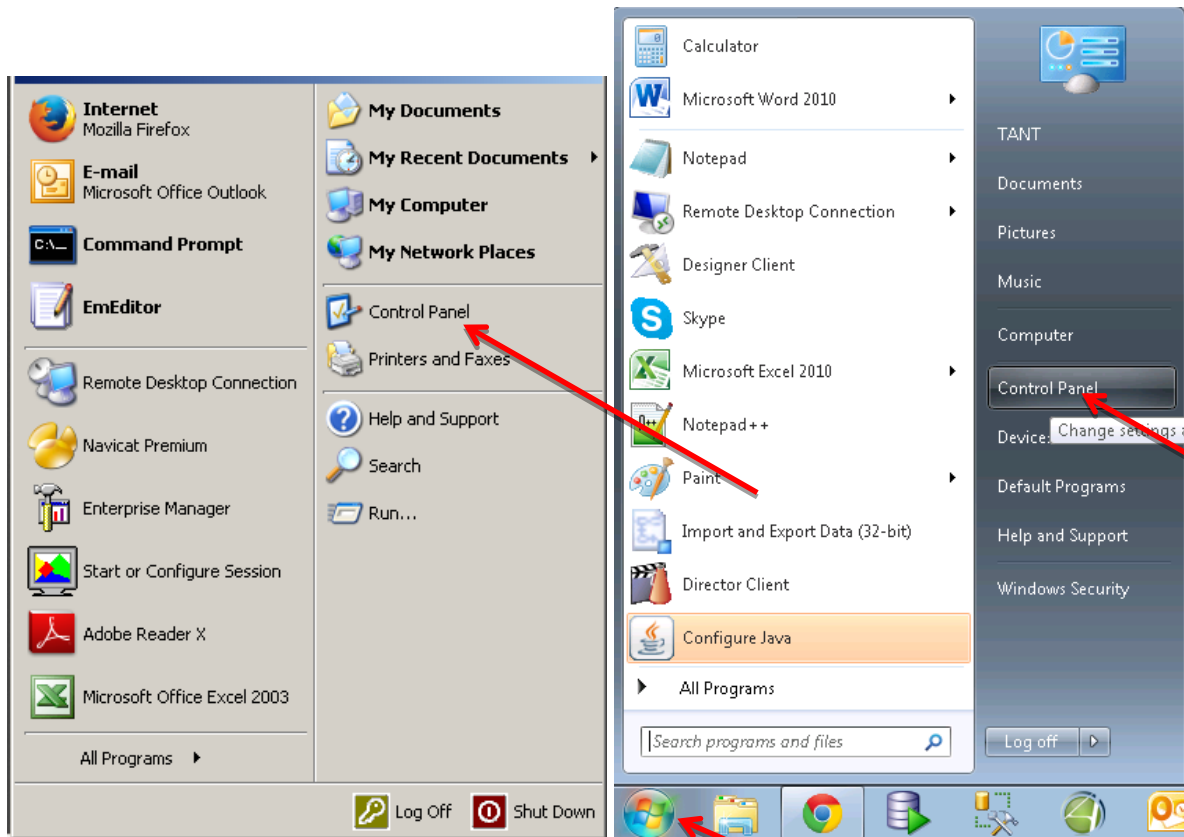 Internet
Mozilla Firefox
E-mail
Microsoft Office Outlook
C:\_
Command Prompt
EmEditor
Remote Desktop Connection
Navicat Premium
Enterprise Manager
Start or Configure Session
Adobe Reader X
Microsoft Office Excel 2003
All Programs
My Documents
My Recent Documents
My Computer
My Network Places
Control Panel
Printers and Faxes
Help and Support
Search
Run...
Log Off
Shut Down
Calculator
Microsoft Word 2010
Notepad
Remote Desktop Connection
Designer Client
Skype
Microsoft Excel 2010
Notepad++
Paint
Import and Export Data (32-bit)
Director Client
Configure Java
All Programs
Search programs and files
TANT
Documents
Pictures
Music
Computer
Control Panel
Change settings
Default Programs
Help and Support
Windows Security
Log off